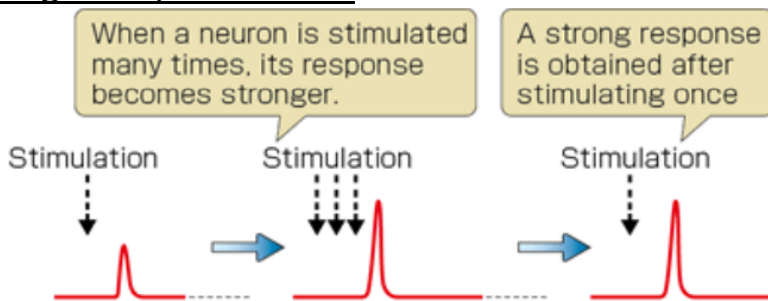 When a neuron is stimulated
many times, its response
becomes stronger.
A strong response
is obtained after
stimulating once
Stimulation
Stimulation
Stimulation